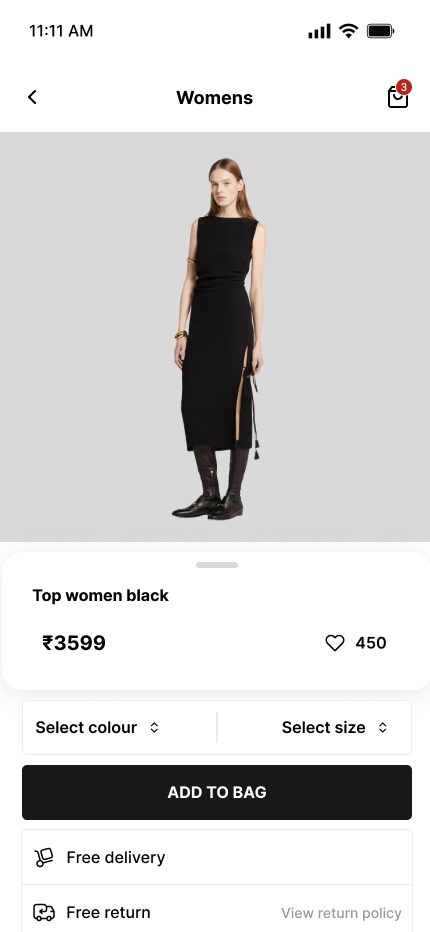 11:11 AM
Womens
3
Top women black
₹3599
450
Select colour
Select size
ADD TO BAG
Free delivery
Free return
View return policy